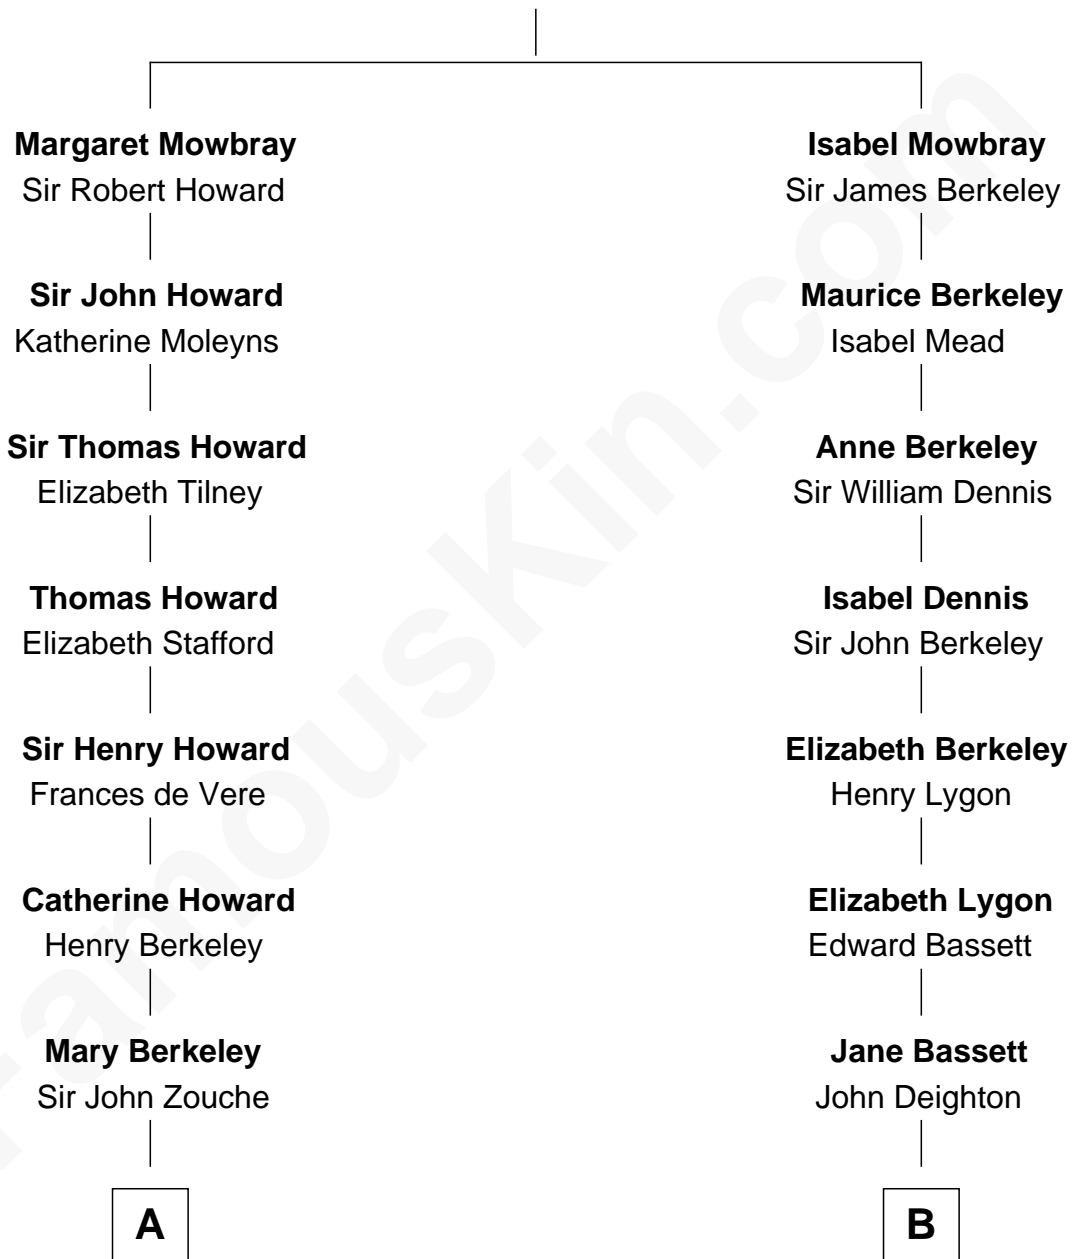 Margaret Mowbray
Sir Robert Howard
Sir John Howard
Katherine Moleyns
Sir Thomas Howard
Elizabeth Tilney
Thomas Howard
Elizabeth Stafford
Sir Henry Howard
Frances de Vere
Catherine Howard
Henry Berkeley
Mary Berkeley
Sir John Zouche
A
Isabel Mowbray
Sir James Berkeley
Maurice Berkeley
Isabel Mead
Anne Berkeley
Sir William Dennis
Isabel Dennis
Sir John Berkeley
Elizabeth Berkeley
Henry Lygon
Elizabeth Lygon
Edward Bassett
Jane Bassett
John Deighton
B
FamousKin.com